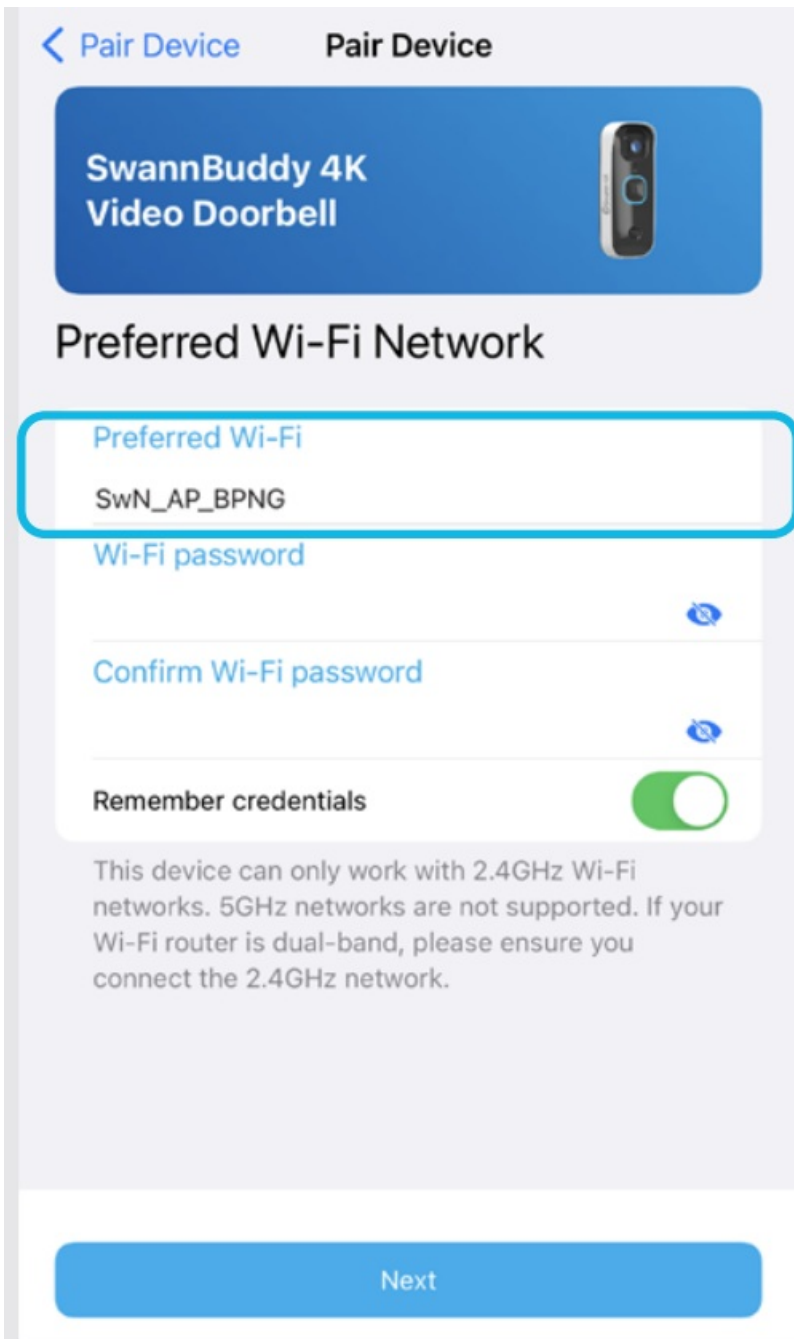 Pair Device Pair Device
SwannBuddy 4K
Video Doorbell
Preferred Wi-Fi Network
Preferred Wi-Fi
SwN_AP_BPNG
Wi-Fi password
Confirm Wi-Fi password
Remember credentials
This device can only work with 2.4GHz Wi-Fi
networks. 5GHz networks are not supported. If your
Wi-Fi router is dual-band, please ensure you
connect the 2.4GHz network.
Next